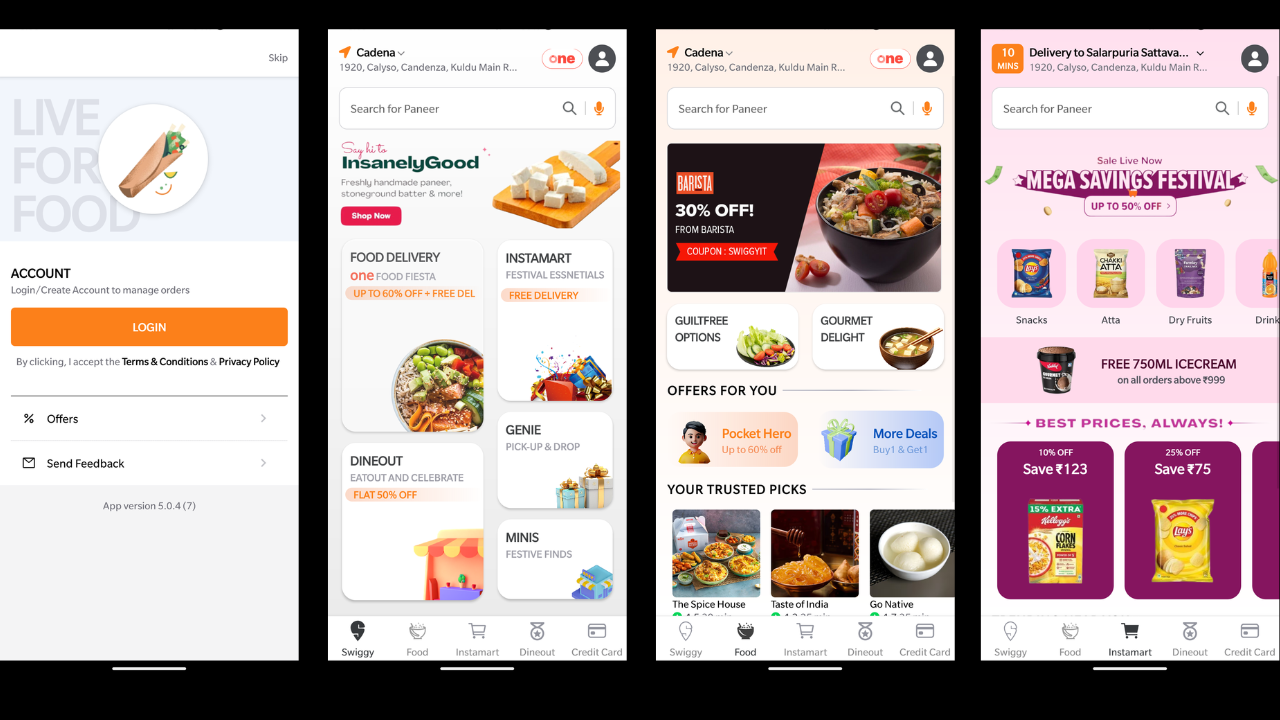 Skip
LIVE
FOR
FOOD
ACCOUNT
Login/Create Account to manage orders
LOGIN
By clicking, I accept the Terms & Conditions & Privacy Policy
Offers
Send Feedback
App version 5.0.4 (7)
Cadena
one
1920, Calyso, Candenza, Kuldu Main R...
Search for Paneer
Say hi to
InsanelyGood
Freshly handmade paneer,
stoneground batter & more!
Shop Now
FOOD DELIVERY
one FOOD FIESTA
UP TO 60% OFF + FREE DEL
INSTAMART
FESTIVAL ESSNETIALS
FREE DELIVERY
GENIE
PICK-UP & DROP
DINEOUT
EATOUT AND CELEBRATE
FLAT 50% OFF
MINIS
FESTIVE FINDS
Swiggy
Food
Instamart
Dineout
Credit Card
Cadena
one
1920, Calyso, Candenza, Kuldu Main R...
Search for Paneer
BARISTA
30% OFF!
FROM BARISTA
COUPON : SWIGGYIT
GUILTFREE
OPTIONS
GOURMET
DELIGHT
OFFERS FOR YOU
Pocket Hero
Up to 60% off
More Deals
Buy1 & Get1
YOUR TRUSTED PICKS
The Spice House
Taste of India
Go Native
Swiggy
Food
Instamart
Dineout
Credit Card
10
MINS
Delivery to Salarpuria Sattava...
1920, Calyso, Candenza, Kuldu Main R...
Search for Paneer
Sale Live Now
MEGA SAVINGS FESTIVAL
UP TO 50% OFF
Lay's
CHAKKI
ATTA
Snacks
Atta
Dry Fruits
Drink
FREE 750ML ICECREAM
on all orders above ₹999
BEST PRICES, ALWAYS!
10% OFF
Save ₹123
15% EXTRA
Kellogg's
CORN
FLAKES
25% OFF
Save ₹75
Lay's
Swiggy
Food
Instamart
Dineout
Credit Card